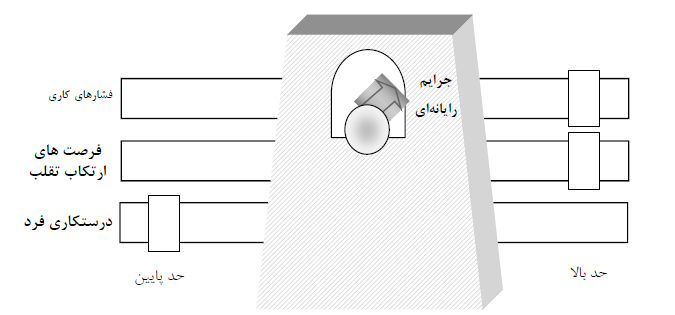 جرایم
رایانه‌ای
فشارهای کاری
فرصت های
ارتکاب تقلب
درستکاری فرد
حد بالا
حد پایین